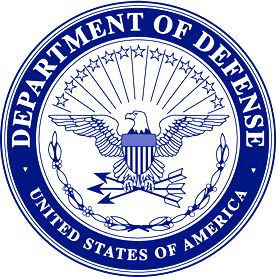 DEPARTMENT OF DEFENSE
UNITED STATES OF AMERICA